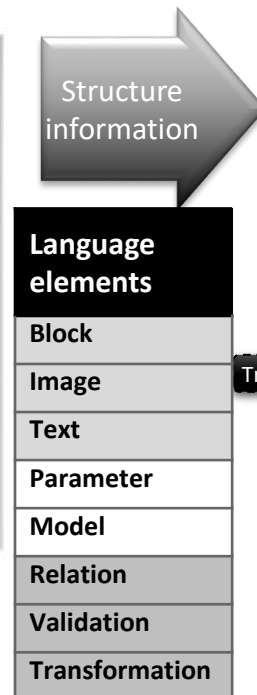 Structure
information
Language
elements
Block
Image
Text
Parameter
Model
Relation
Validation
Transformation